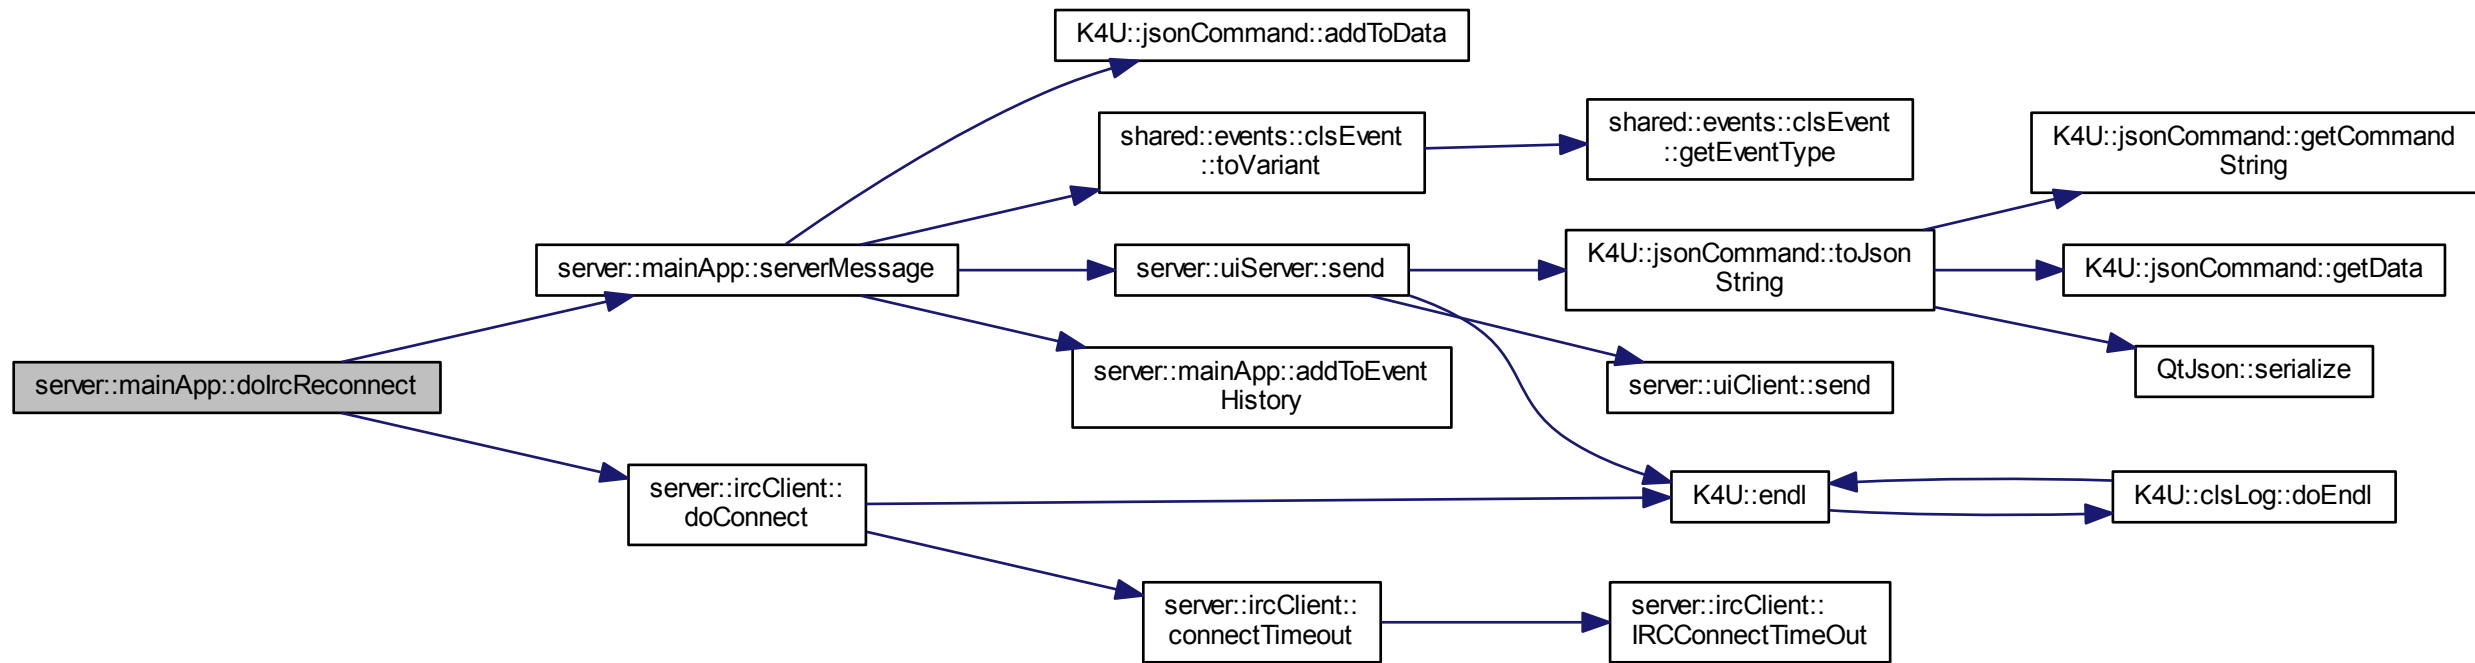 K4U::jsonCommand::addToData
shared::events::clsEvent
::toVariant
shared::events::clsEvent
::getEventType
K4U::jsonCommand::getCommand
String
server::mainApp::serverMessage
server::uiServer::send
K4U::jsonCommand::toJson
String
K4U::jsonCommand::getData
server::mainApp::doIrcReconnect
server::mainApp::addToEvent
History
server::uiClient::send
QtJson::serialize
server::ircClient::
doConnect
K4U::endl
K4U::clsLog::doEndl
server::ircClient::
connectTimeout
server::ircClient::
IRCConnectTimeOut